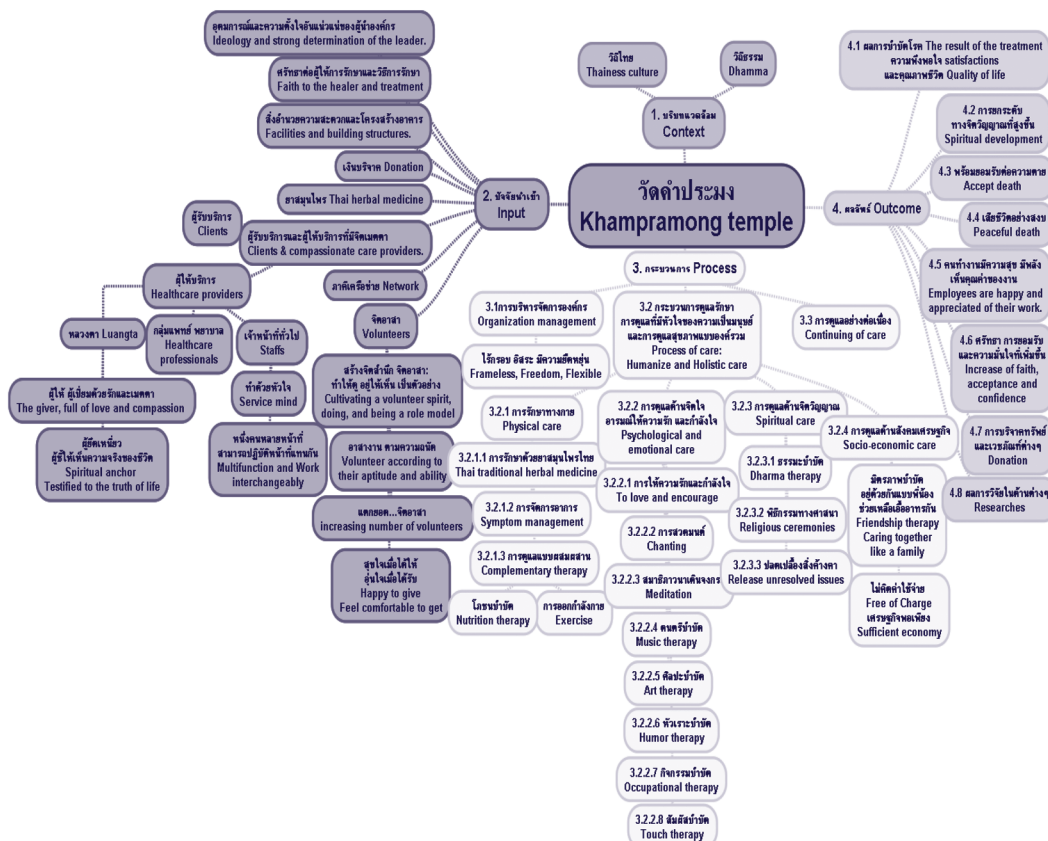 วัดคำประมง
Khampramong temple
1. บริบทแวดล้อม
Context
วิถีไทย
Thainess culture
วิถีธรรม
Dhamma
2. ปัจจัยนำเข้า
Input
อุดมการณ์และความตั้งใจอันแน่วแน่ของผู้นำองค์กร
Ideology and strong determination of the leader.
ศรัทธาต่อผู้ให้การรักษาและวิธีการรักษา
Faith to the healer and treatment
สิ่งอำนวยความสะดวกและโครงสร้างอาคาร
Facilities and building structures.
เงินบริจาค Donation
ยาสมุนไพร Thai herbal medicine
ผู้รับบริการและผู้ให้บริการที่มีจิตเมตตา
Clients & compassionate care providers.
ผู้รับบริการ
Clients
ผู้ให้บริการ
Healthcare providers
หลวงตา Luangta
ผู้ให้ ผู้เปี่ยมด้วยรักและเมตตา
The giver, full of love and compassion
ผู้ยึดเหนี่ยว
ผู้ชี้ให้เห็นความจริงของชีวิต
Spiritual anchor
Testified to the truth of life
กลุ่มแพทย์ พยาบาล
Healthcare
professionals
เจ้าหน้าที่ทั่วไป
Staffs
ทำด้วยหัวใจ
Service mind
หนึ่งคนหลายหน้าที่
สามารถปฏิบัติหน้าที่แทนกัน
Multifunction and Work
interchangeably
ภาคีเครือข่าย Network
จิตอาสา
Volunteers
สร้างจิตสำนึก จิตอาสา:
ทำให้ดู อยู่ให้เห็น เป็นตัวอย่าง
Cultivating a volunteer spirit,
doing, and being a role model
อาสางาน ตามความถนัด
Volunteer according to
their aptitude and ability
แตกยอด...จิตอาสา
increasing number of volunteers
สุขใจเมื่อได้ให้
อุ่นใจเมื่อได้รับ
Happy to give
Feel comfortable to get
3. กระบวนการ Process
3.1การบริหารจัดการองค์กร
Organization management
ไร้กรอบ อิสระ มีความยืดหยุ่น
Frameless, Freedom, Flexible
3.2 กระบวนการดูแลรักษา
การดูแลที่มีหัวใจของความเป็นมนุษย์
และการดูแลสุขภาพแบบองค์รวม
Process of care:
Humanize and Holistic care
3.3 การดูแลอย่างต่อเนื่อง
Continuing of care
3.2.1 การรักษาทางกาย
Physical care
3.2.1.1 การรักษาด้วยยาสมุนไพรไทย
Thai traditional herbal medicine
3.2.1.2 การจัดการอาการ
Symptom management
3.2.1.3 การดูแลแบบผสมผสาน
Complementary therapy
โภชนบำบัด
Nutrition therapy
การออกกำลังกาย
Exercise
3.2.2 การดูแลด้านจิตใจ
อารมณ์ให้ความรัก และกำลังใจ
Psychological and
emotional care
3.2.2.1 การให้ความรักและกำลังใจ
To love and encourage
3.2.2.2 การสวดมนต์
Chanting
3.2.2.3 สมาธิภาวนาเดินจงกรม
Meditation
3.2.2.4 ดนตรีบำบัด
Music therapy
3.2.2.5 ศิลปะบำบัด
Art therapy
3.2.2.6 หัวเราะบำบัด
Humor therapy
3.2.2.7 กิจกรรมบำบัด
Occupational therapy
3.2.2.8 สัมผัสบำบัด
Touch therapy
3.2.3 การดูแลด้านจิตวิญญาณ
Spiritual care
3.2.3.1 ธรรมะบำบัด
Dharma therapy
3.2.3.2 พิธีกรรมทางศาสนา
Religious ceremonies
3.2.3.3 ปลดเปลื้องสิ่งค้างคา
Release unresolved issues
3.2.4 การดูแลด้านสังคมเศรษฐกิจ
Socio-economic care
มิตรภาพบำบัด
อยู่ด้วยกันแบบพี่น้อง
ช่วยเหลือเอื้ออาทรกัน
Friendship therapy
Caring together
like a family
ไม่คิดค่าใช้จ่าย
Free of Charge
เศรษฐกิจพอเพียง
Sufficient economy
4. ผลลัพธ์ Outcome
4.1 ผลการบำบัดโรค The result of the treatment
ความพึงพอใจ satisfactions
และคุณภาพชีวิต Quality of life
4.2 การยกระดับ
ทางจิตวิญญาณที่สูงขึ้น
Spiritual development
4.3 พร้อมยอมรับต่อความตาย
Accept death
4.4 เสียชีวิตอย่างสงบ
Peaceful death
4.5 คนทำงานมีความสุข มีพลัง
เห็นคุณค่าของงาน
Employees are happy and
appreciated of their work.
4.6 ศรัทธา การยอมรับ
และความมั่นใจที่เพิ่มขึ้น
Increase of faith,
acceptance and
confidence
4.7 การบริจาคทรัพย์
และเวชภัณฑ์ต่างๆ
Donation
4.8 ผลการวิจัยในด้านต่างๆ
Researches